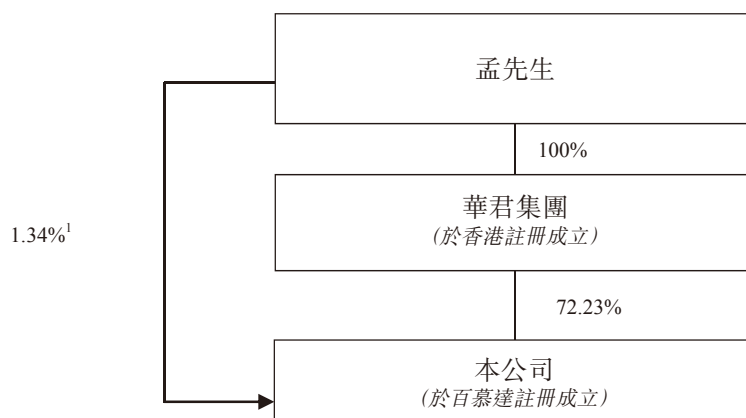 孟先生
100%
華君集團
(於香港註冊成立)
1.34%1
72.23%
本公司
(於百慕達註冊成立)